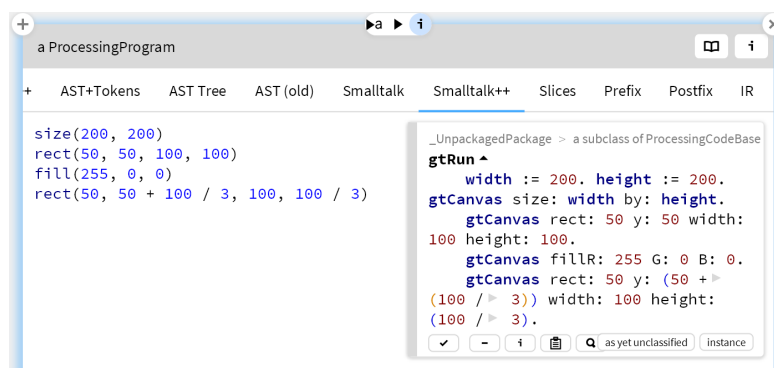 a
i
a ProcessingProgram
i
+ AST+Tokens AST Tree AST (old) Smalltalk Smalltalk++ Slices Prefix Postfix IR
size(200, 200)
rect(50, 50, 100, 100)
fill(255, 0, 0)
rect(50, 50 + 100 / 3, 100, 100 / 3)
_UnpackagedPackage > a subclass of ProcessingCodeBase
gtRun
width := 200. height := 200.
gtCanvas size: width by: height.
gtCanvas rect: 50 y: 50 width:
100 height: 100.
gtCanvas fillR: 255 G: 0 B: 0.
gtCanvas rect: 50 y: (50 +
(100 / 3)) width: 100 height:
(100 / 3).
i as yet unclassified instance